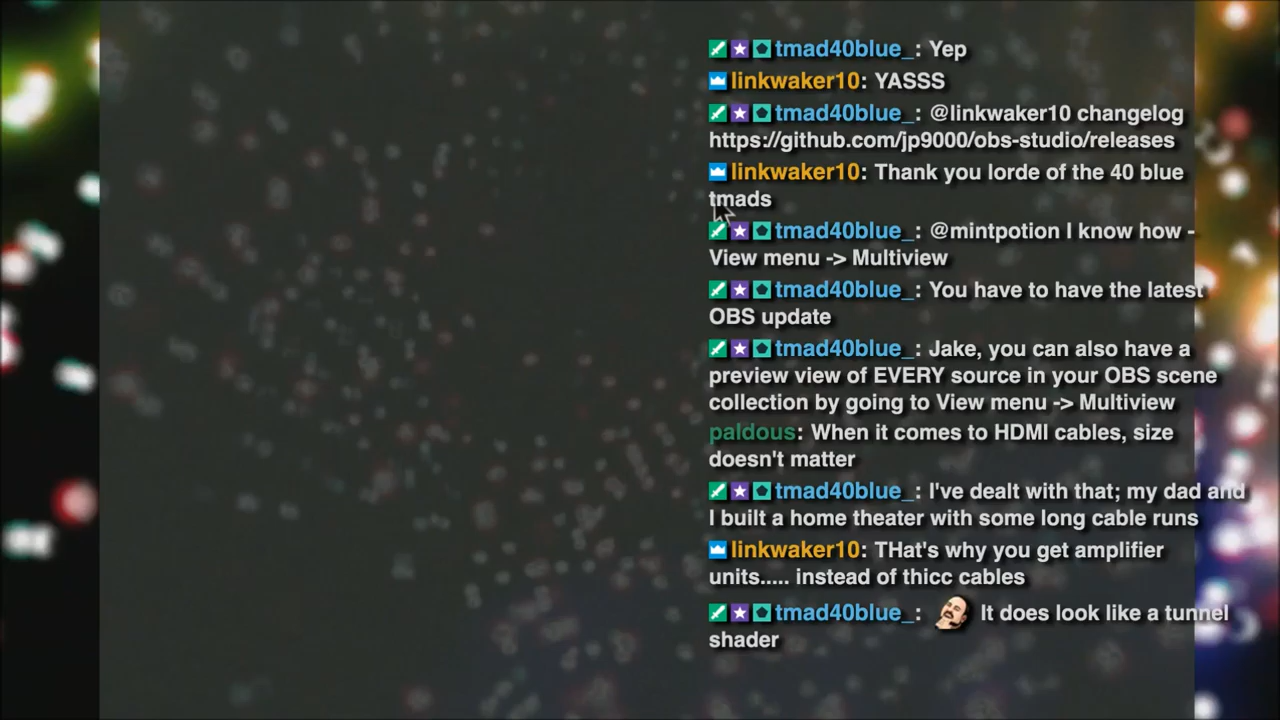 tmad40blue_: Yep
linkwaker10: YASSS
tmad40blue_: @linkwaker10 changelog
https://github.com/jp9000/obs-studio/releases
linkwaker10: Thank you lorde of the 40 blue
tmads
tmad40blue_: @mintpotion I know how -
View menu -> Multiview
tmad40blue_: You have to have the latest
OBS update
tmad40blue_: Jake, you can also have a
preview view of EVERY source in your OBS scene
collection by going to View menu -> Multiview
paldous: When it comes to HDMI cables, size
doesn't matter
tmad40blue_: I've dealt with that; my dad and
I built a home theater with some long cable runs
linkwaker10: THat's why you get amplifier
units..... instead of thicc cables
tmad40blue_: It does look like a tunnel
shader